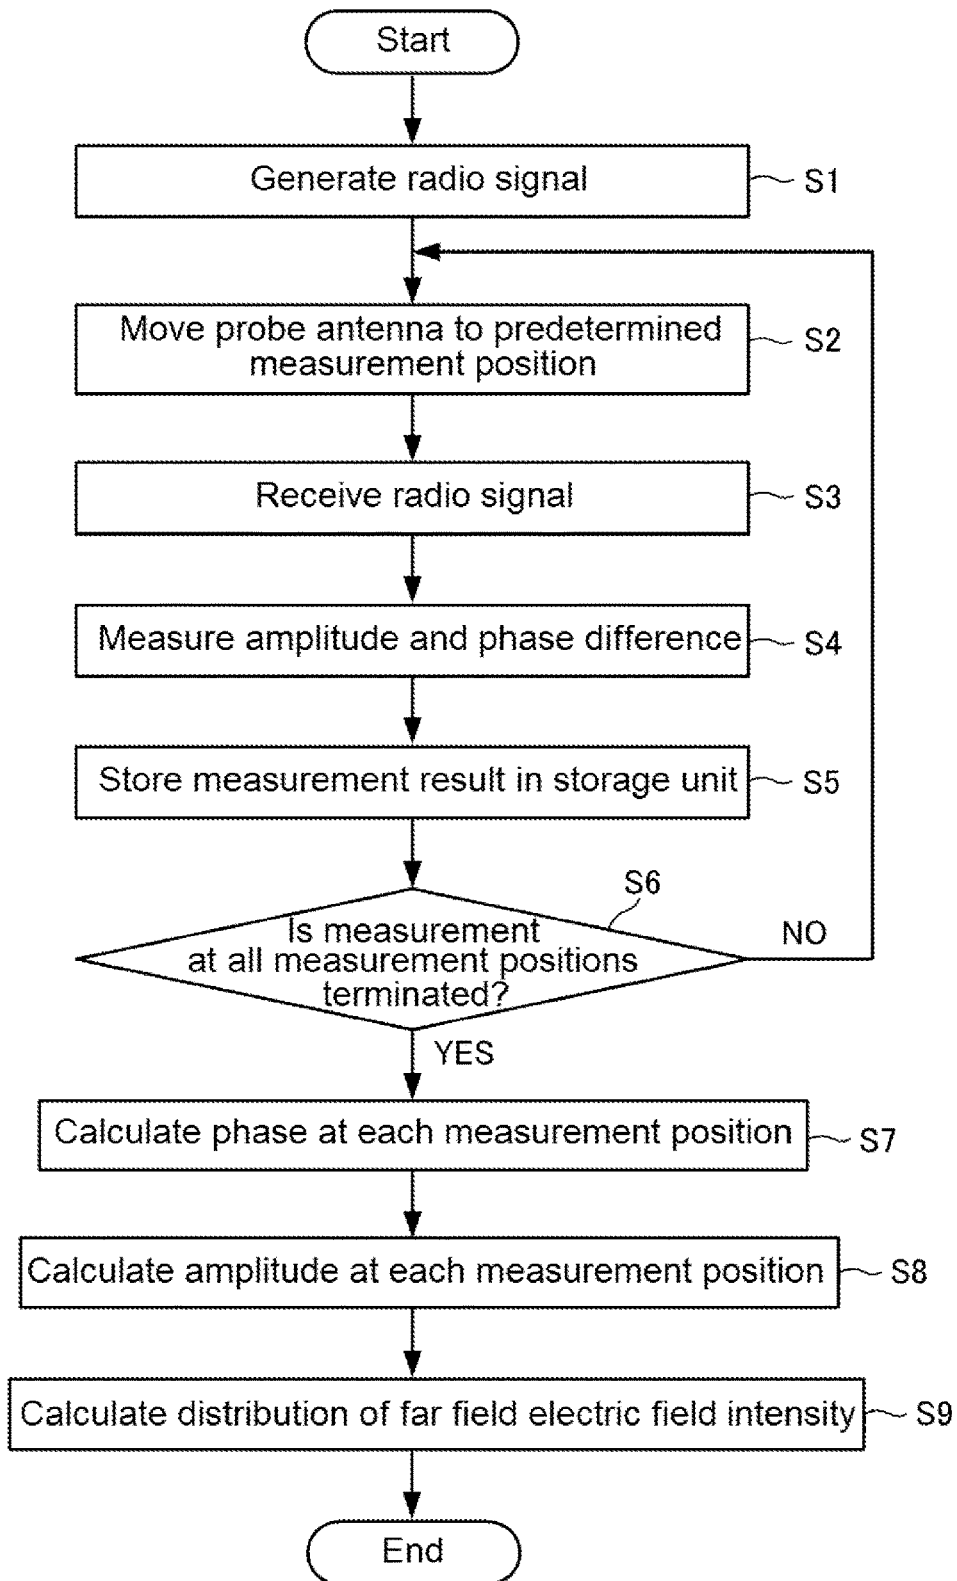 Start
Generate radio signal
S1
Move probe antenna to predetermined
measurement position
S2
Receive radio signal
S3
Measure amplitude and phase difference
S4
Store measurement result in storage unit
S5
S6
Is measurement
at all measurement positions
terminated?
NO
YES
Calculate phase at each measurement position
S7
Calculate amplitude at each measurement position
S8
Calculate distribution of far field electric field intensity
S9
End